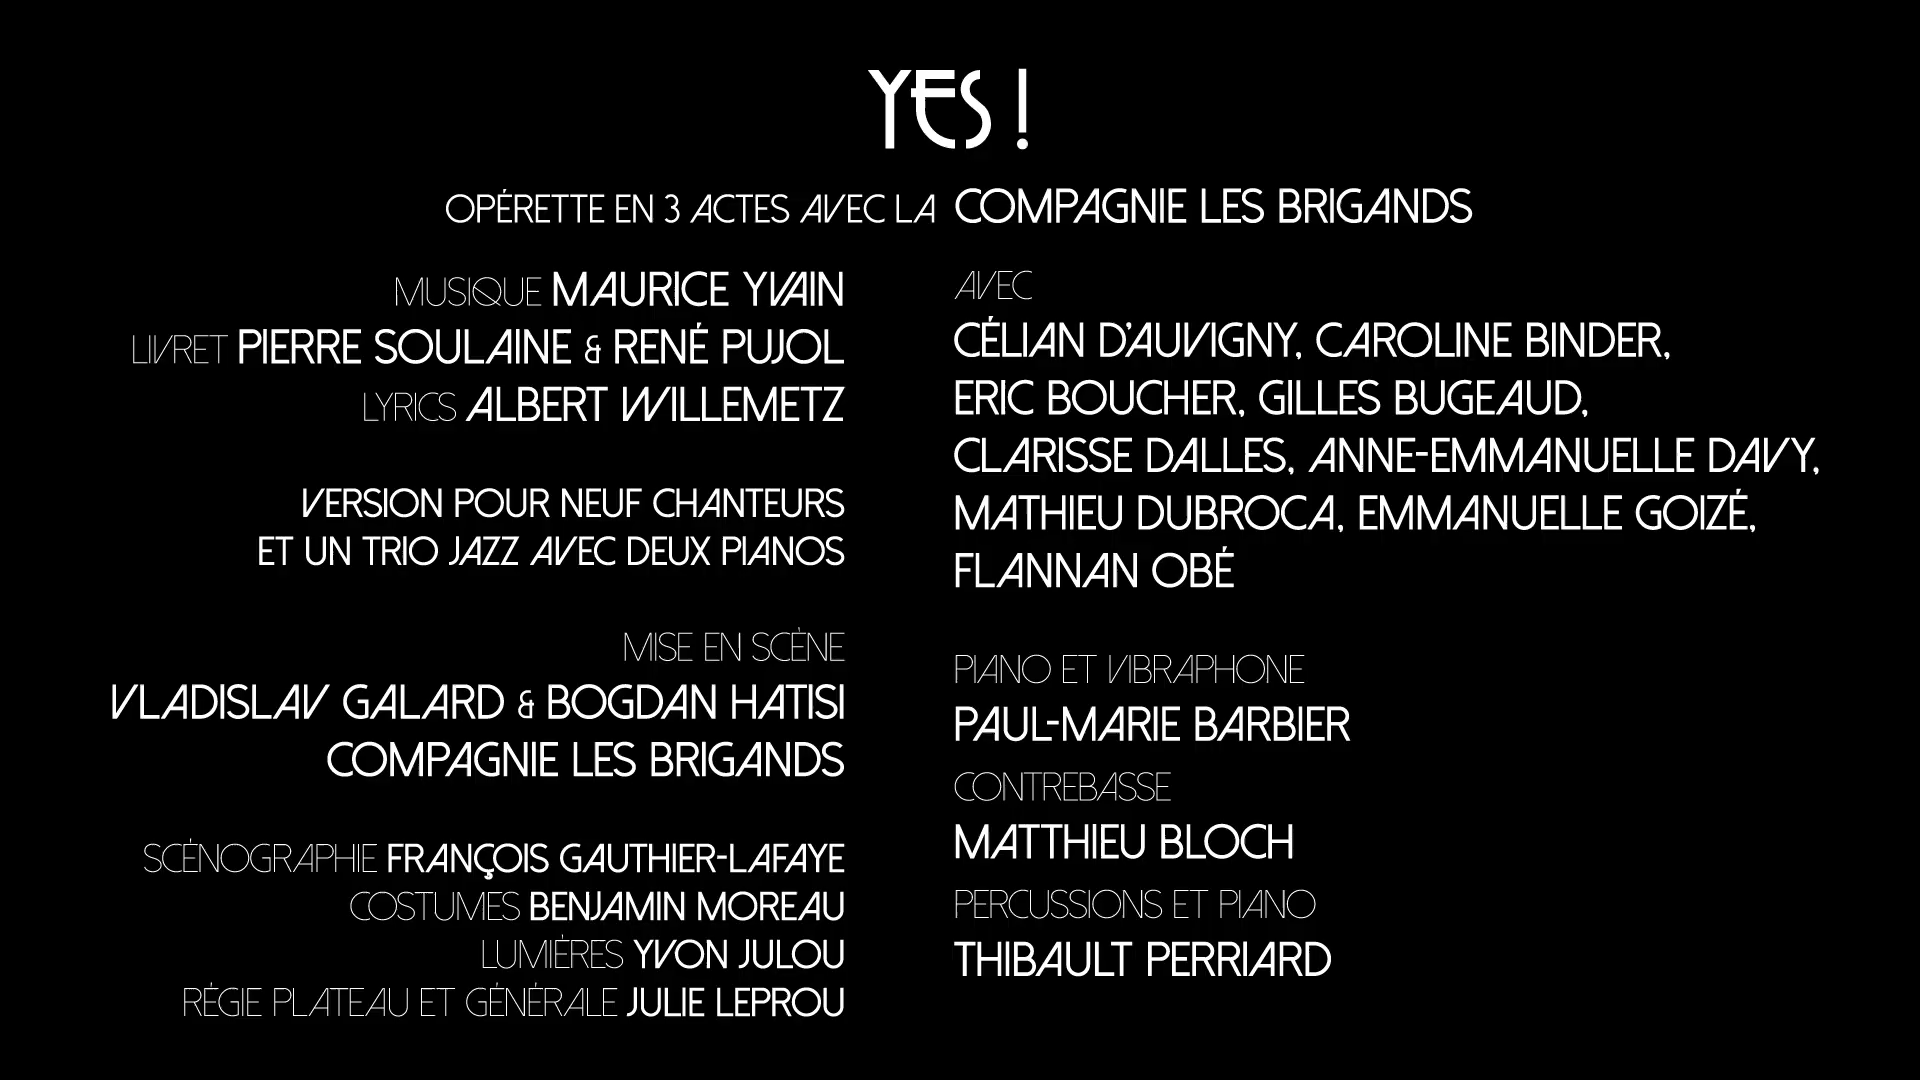 YES !
OPÉRETTE EN 3 ACTES AVEC LA COMPAGNIE LES BRIGANDS
MUSIQUE MAURICE YVAIN
LIVRET PIERRE SOULAINE & RENÉ PUJOL
LYRICS ALBERT WILLEMETZ
VERSION POUR NEUF CHANTEURS
ET UN TRIO JAZZ AVEC DEUX PIANOS
MISE EN SCÈNE
VLADISLAV GALARD & BOGDAN HATISI
COMPAGNIE LES BRIGANDS
SCÉNOGRAPHIE FRANÇOIS GAUTHIER-LAFAYE
COSTUMES BENJAMIN MOREAU
LUMIÈRES YVON JULOU
RÉGIE PLATEAU ET GÉNÉRALE JULIE LEPROU
AVEC
CÉLIAN D'AUVIGNY, CAROLINE BINDER,
ERIC BOUCHER, GILLES BUGEAUD,
CLARISSE DALLES, ANNE-EMMANUELLE DAVY,
MATHIEU DUBROCA, EMMANUELLE GOIZÉ,
FLANNAN OBÉ
PIANO ET VIBRAPHONE
PAUL-MARIE BARBIER
CONTREBASSE
MATTHIEU BLOCH
PERCUSSIONS ET PIANO
THIBAULT PERRIARD